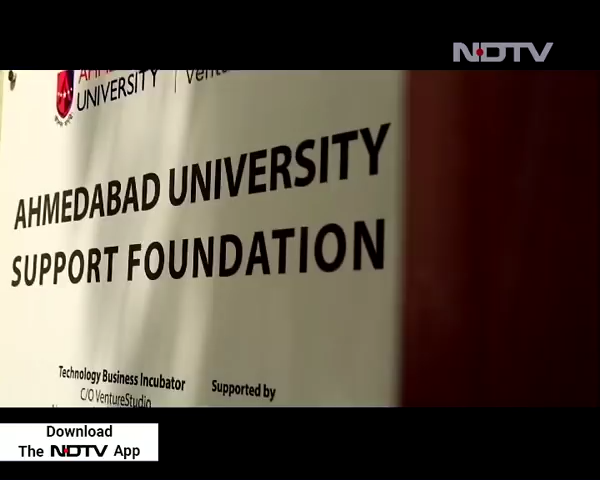 NDTV
UNIVERSITY
AHMEDABAD UNIVERSITY
SUPPORT FOUNDATION
Technology Business Incubator
Supported by
C/O VentureStudio
Download
The NDTV App